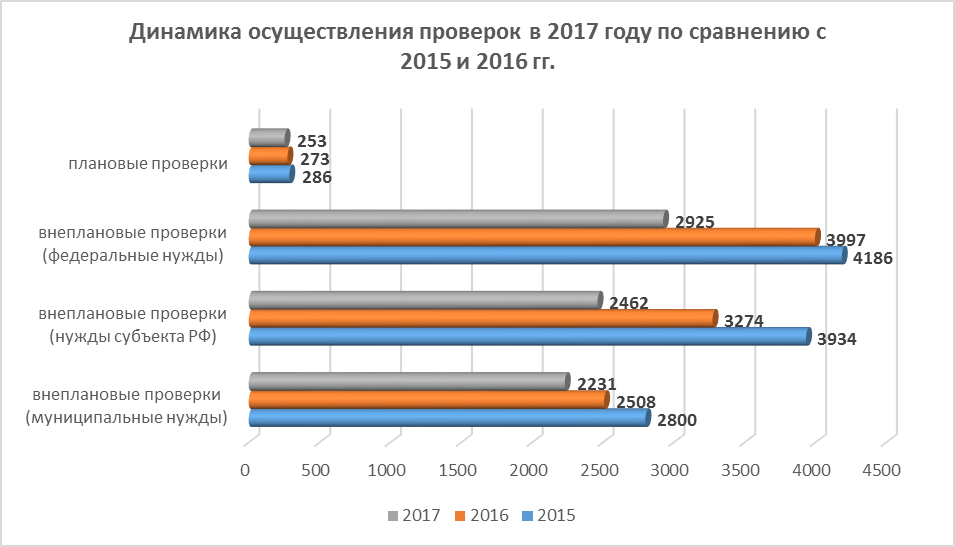 Динамика осуществления проверок в 2017 году по сравнению с
2015 и 2016 гг.
плановые проверки
253
273
286
внеплановые проверки
(федеральные нужды)
2925
3997
4186
внеплановые проверки
(нужды субъекта РФ)
2462
3274
3934
внеплановые проверки
(муниципальные нужды)
2231
2508
2800
0 500 1000 1500 2000 2500 3000 3500 4000 4500
2017 2016 2015